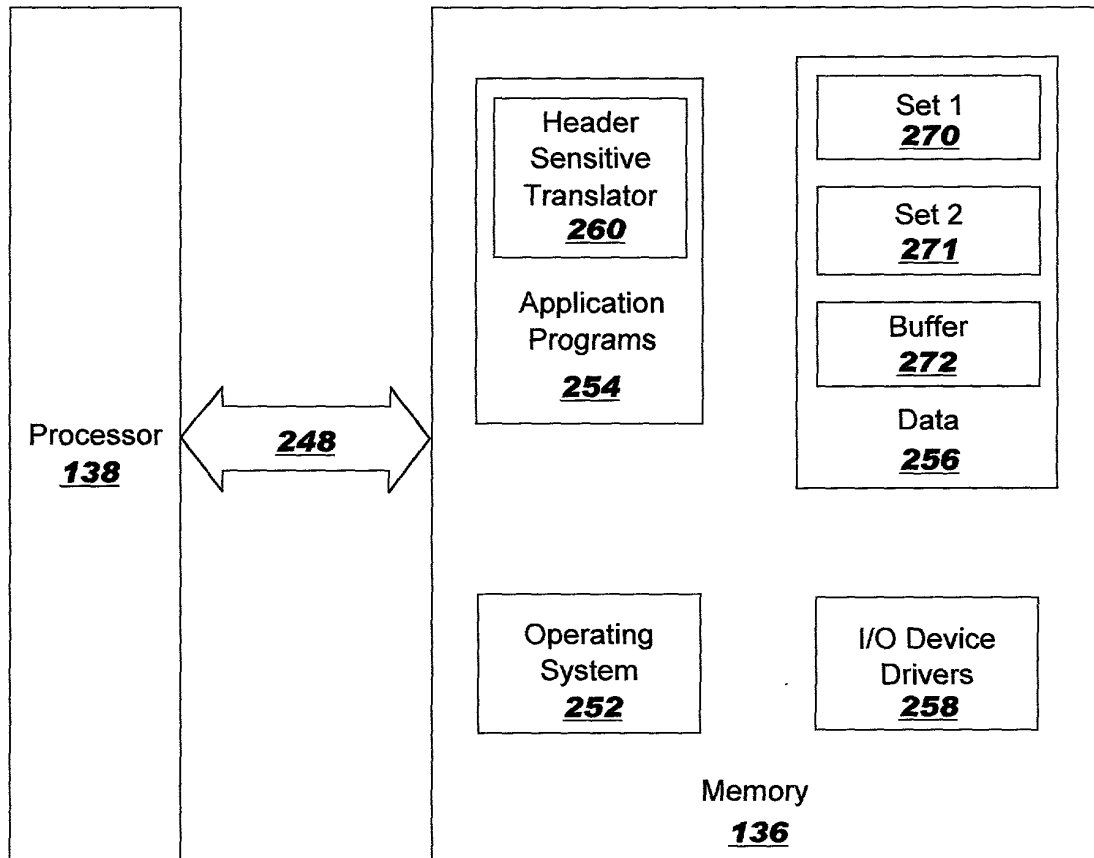 Processor
138
248
Header
Sensitive
Translator
260
Application
Programs
254
Set 1
270
Set 2
271
Buffer
272
Data
256
Operating
System
252
I/O Device
Drivers
258
Memory
136